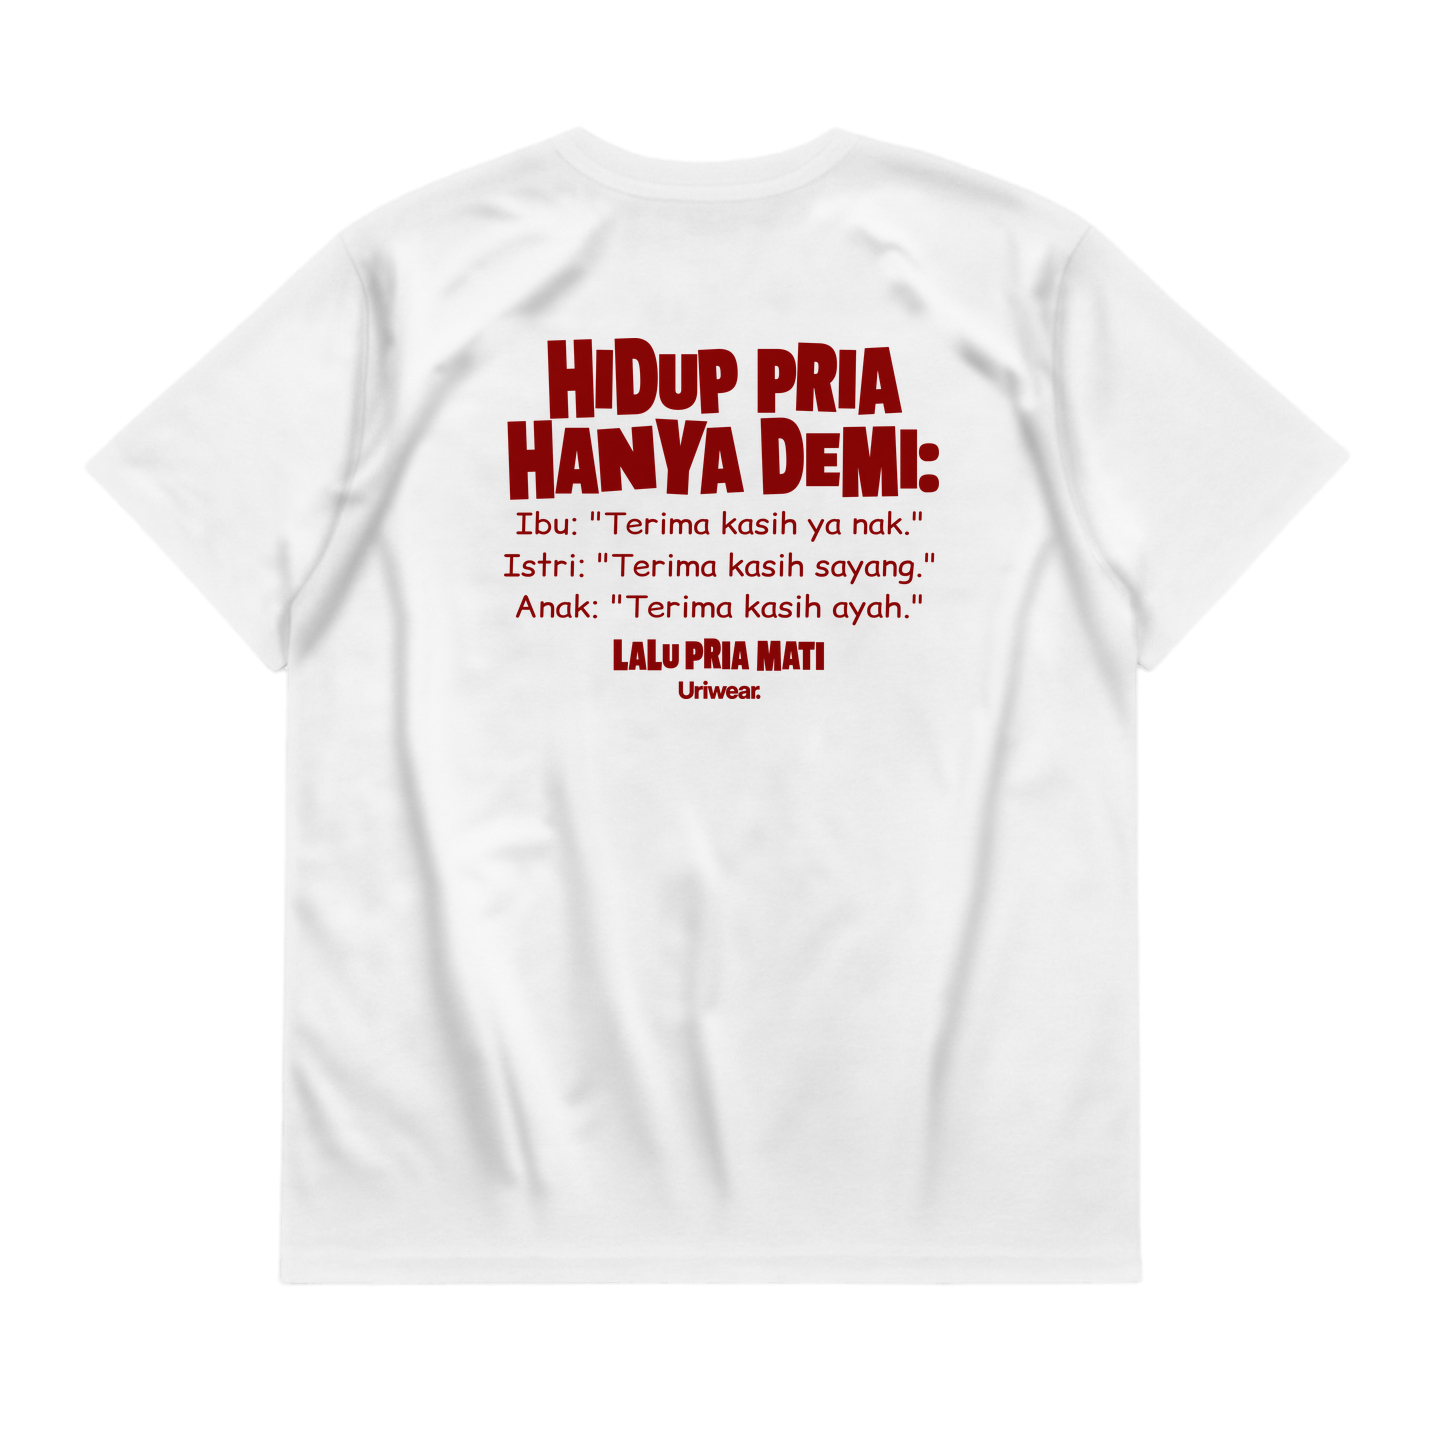 HIDUP PRIA
HANYA DEMI:
Ibu: "Terima kasih ya nak."
Istri: "Terima kasih sayang."
Anak: "Terima kasih ayah."
LALU PRIA MATI
Uriwear.